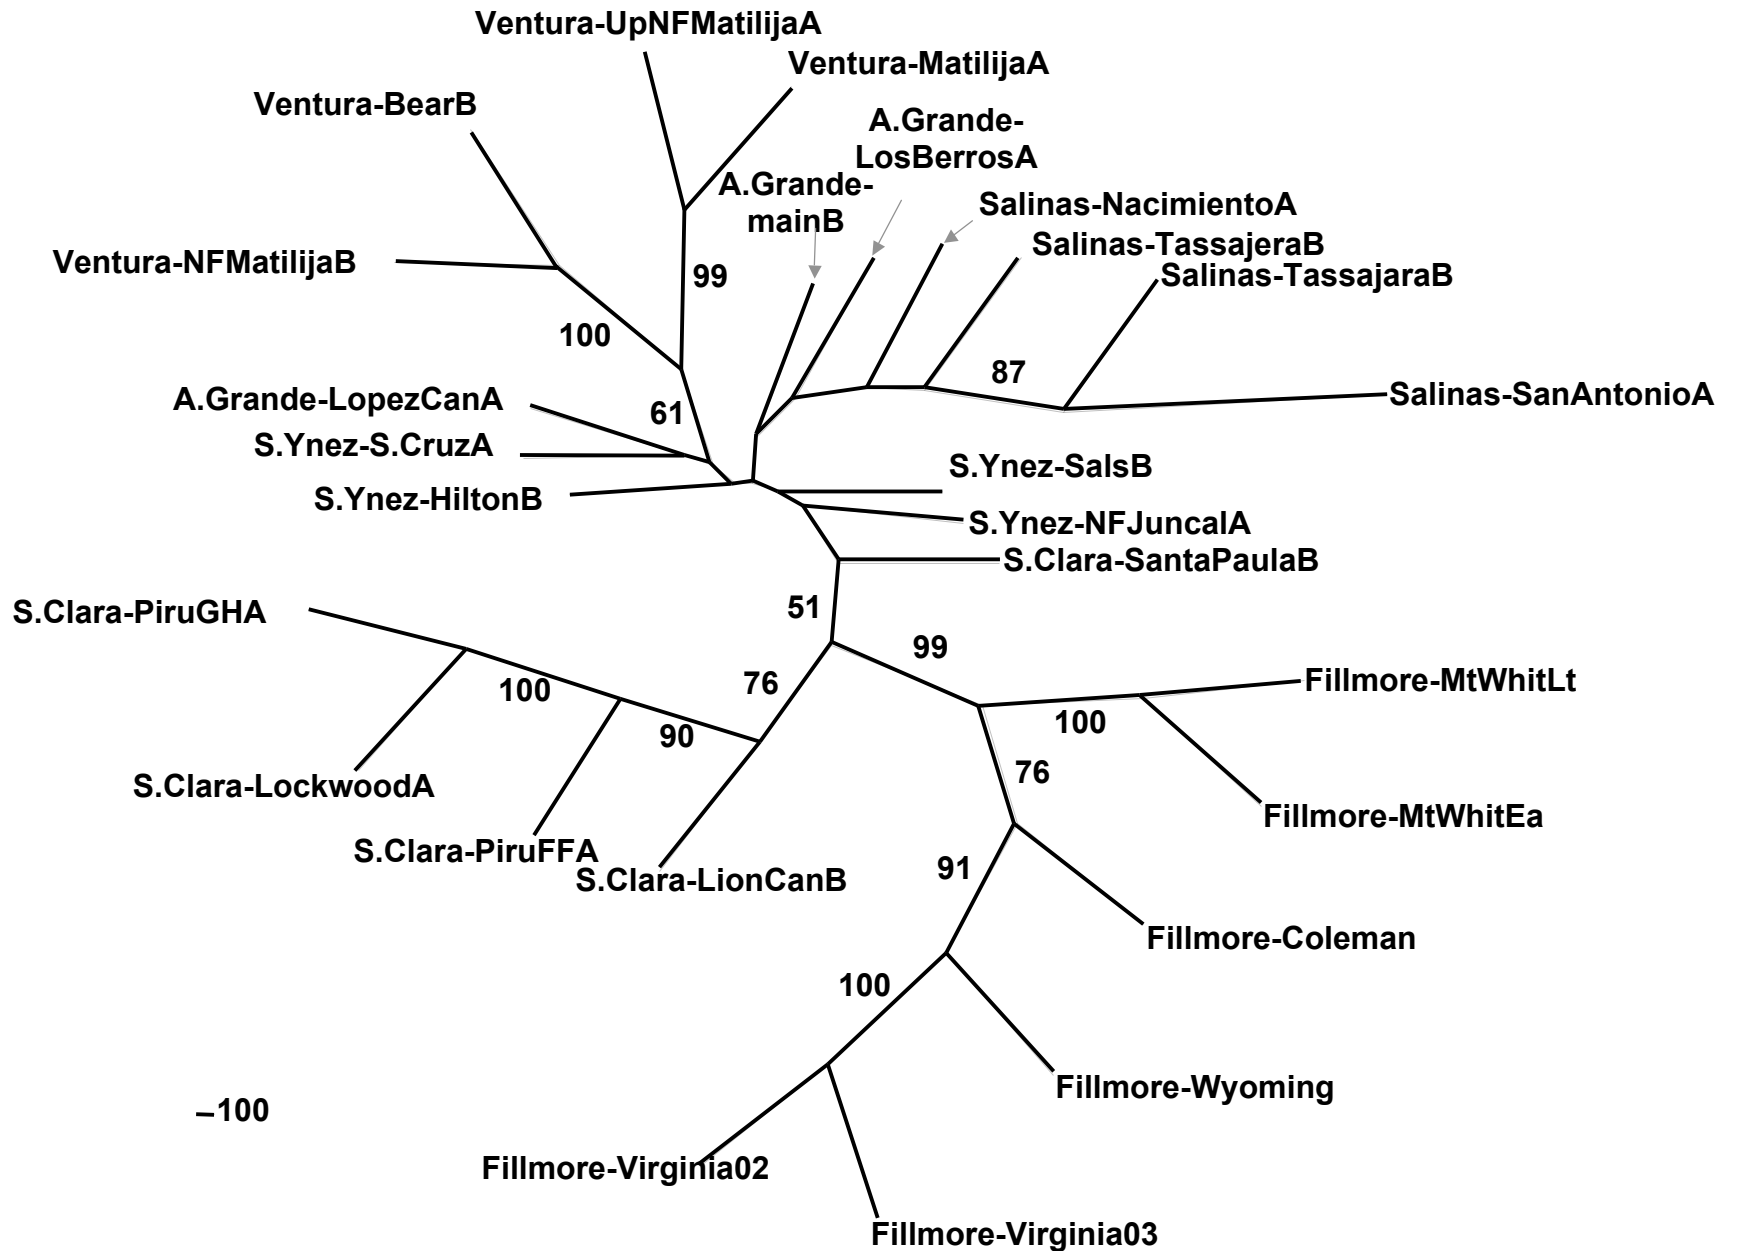 Ventura-UpNFMatilijaA
Ventura-MatilijaA
Ventura-BearB
A.Grande-
LosBerrosA
A.Grande-
mainB
Salinas-NacimientoA
Salinas-TassajeraB
Ventura-NFMatilijaB
99
Salinas-TassajaraB
100
87
A.Grande-LopezCanA
61
Salinas-SanAntonioA
S.Ynez-S.CruzA
S.Ynez-SalsB
S.Ynez-HiltonB
S.Ynez-NFJuncalA
S.Clara-SantaPaulaB
S.Clara-PiruGHA
51
99
100
76
Fillmore-MtWhitLt
90
100
76
S.Clara-LockwoodA
Fillmore-MtWhitEa
S.Clara-PiruFFA
S.Clara-LionCanB
91
Fillmore-Coleman
100
Fillmore-Wyoming
–100
Fillmore-Virginia02
Fillmore-Virginia03